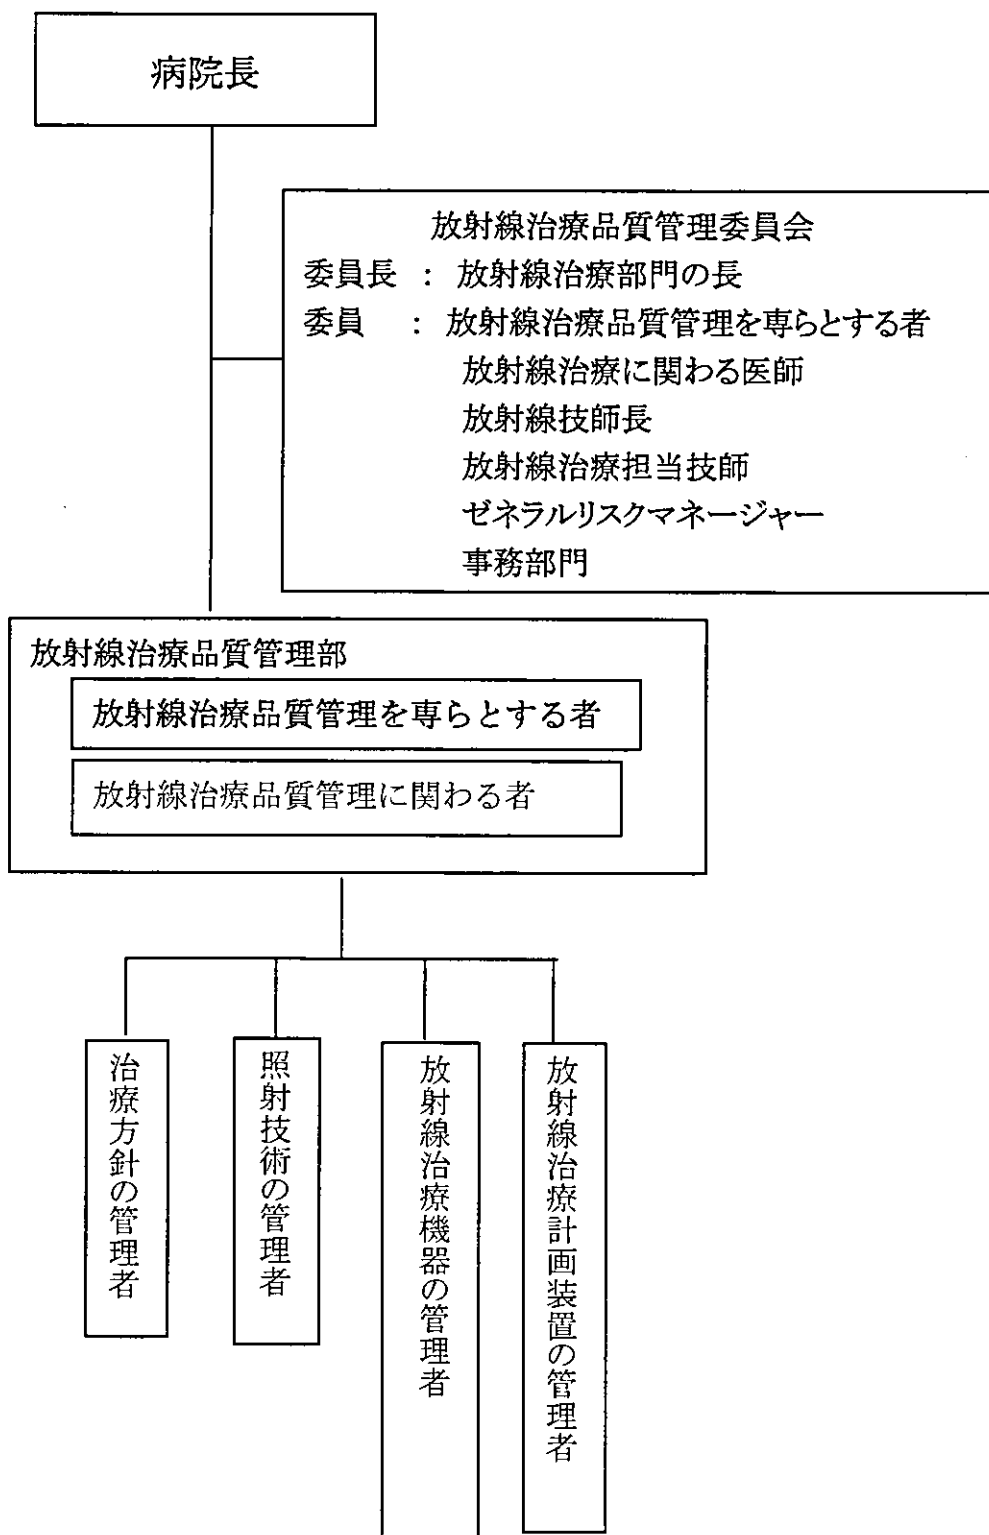 病院長
放射線治療品質管理委員会
委員長 : 放射線治療部門の長
委員 : 放射線治療品質管理を専らとする者
放射線治療に関わる医師
放射線技師長
放射線治療担当技師
ゼネラルリスクマネージャー
事務部門
放射線治療品質管理部
放射線治療品質管理を専らとする者
放射線治療品質管理に関わる者
治療方針の管理者
照射技術の管理者
放射線治療機器の管理者
放射線治療計画装置の管理者